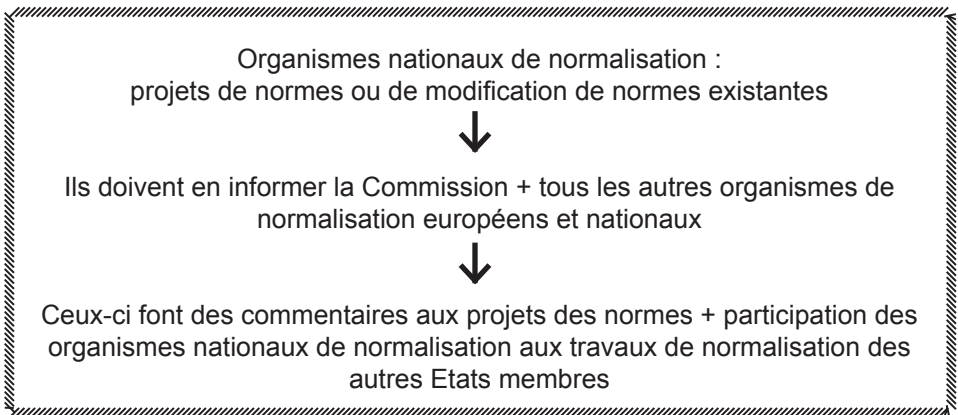 Organismes nationaux de normalisation :
projets de normes ou de modification de normes existantes
Ils doivent en informer la Commission + tous les autres organismes de
normalisation européens et nationaux
Ceux-ci font des commentaires aux projets des normes + participation des
organismes nationaux de normalisation aux travaux de normalisation des
autres Etats membres